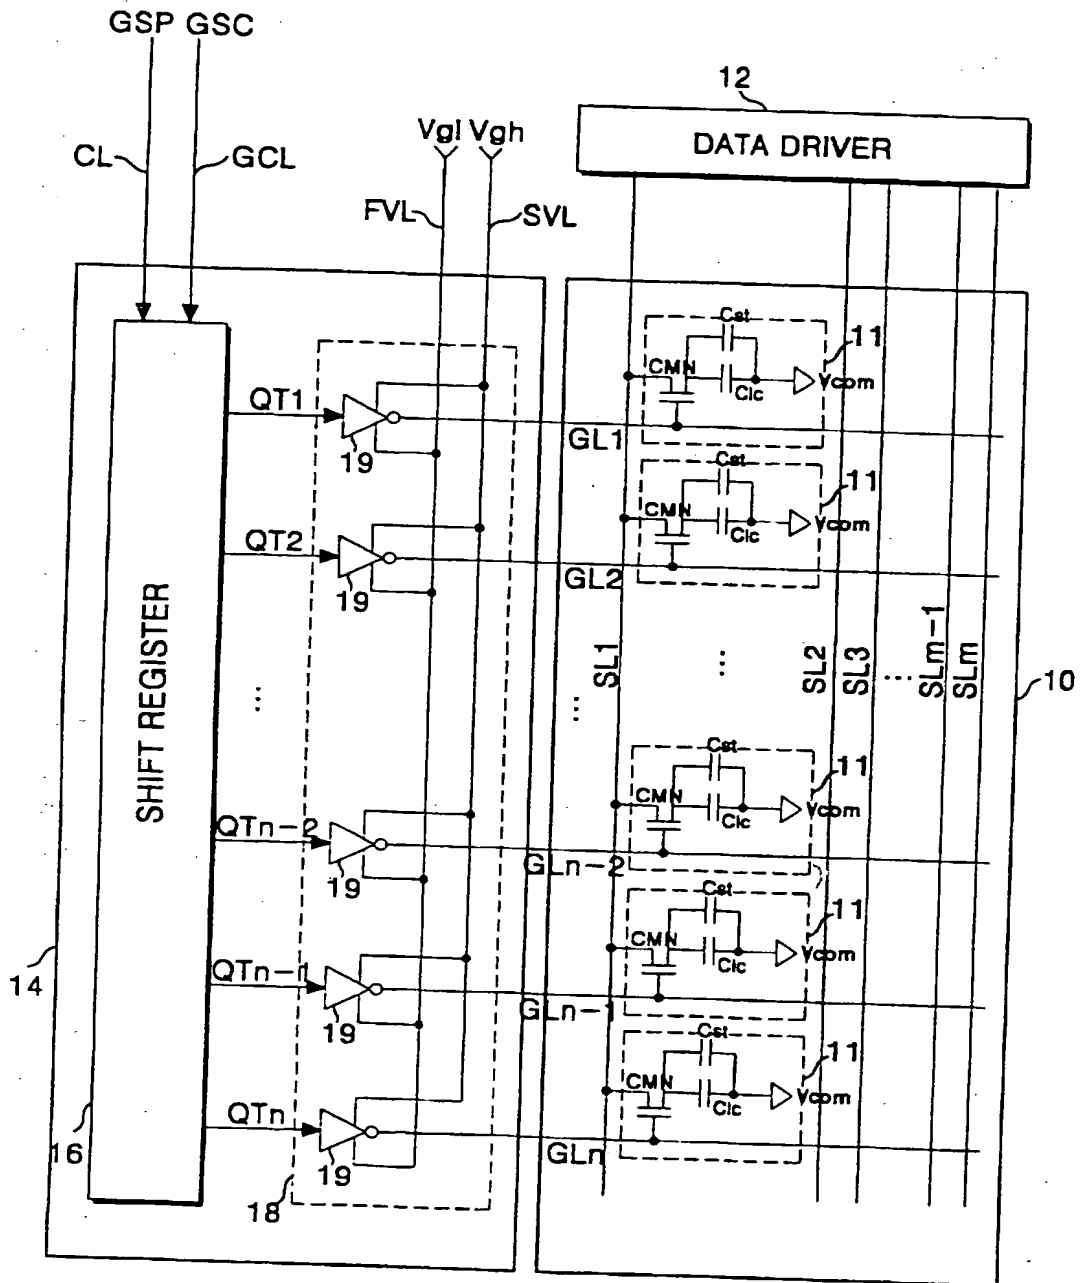 GSP GSC
12
Vgl Vgh
DATA DRIVER
CL
GCL
FVL
SVL
Cst
11
CMN
Vcom
QT1
Clc
19
GL1
Cst
11
CMN
Vcom
QT2
Clc
19
GL2
SHIFT REGISTER
...
...
SL1
...
SL2
SL3
...
SLm-1
SLm
10
Cst
11
CMN
Vcom
QTn-2
Clc
19
GLn-2
Cst
11
CMN
Vcom
14
QTn-1
Clc
19
GLn-1
Cst
11
CMN
Vcom
QTn
Clc
16
19
GLn
18